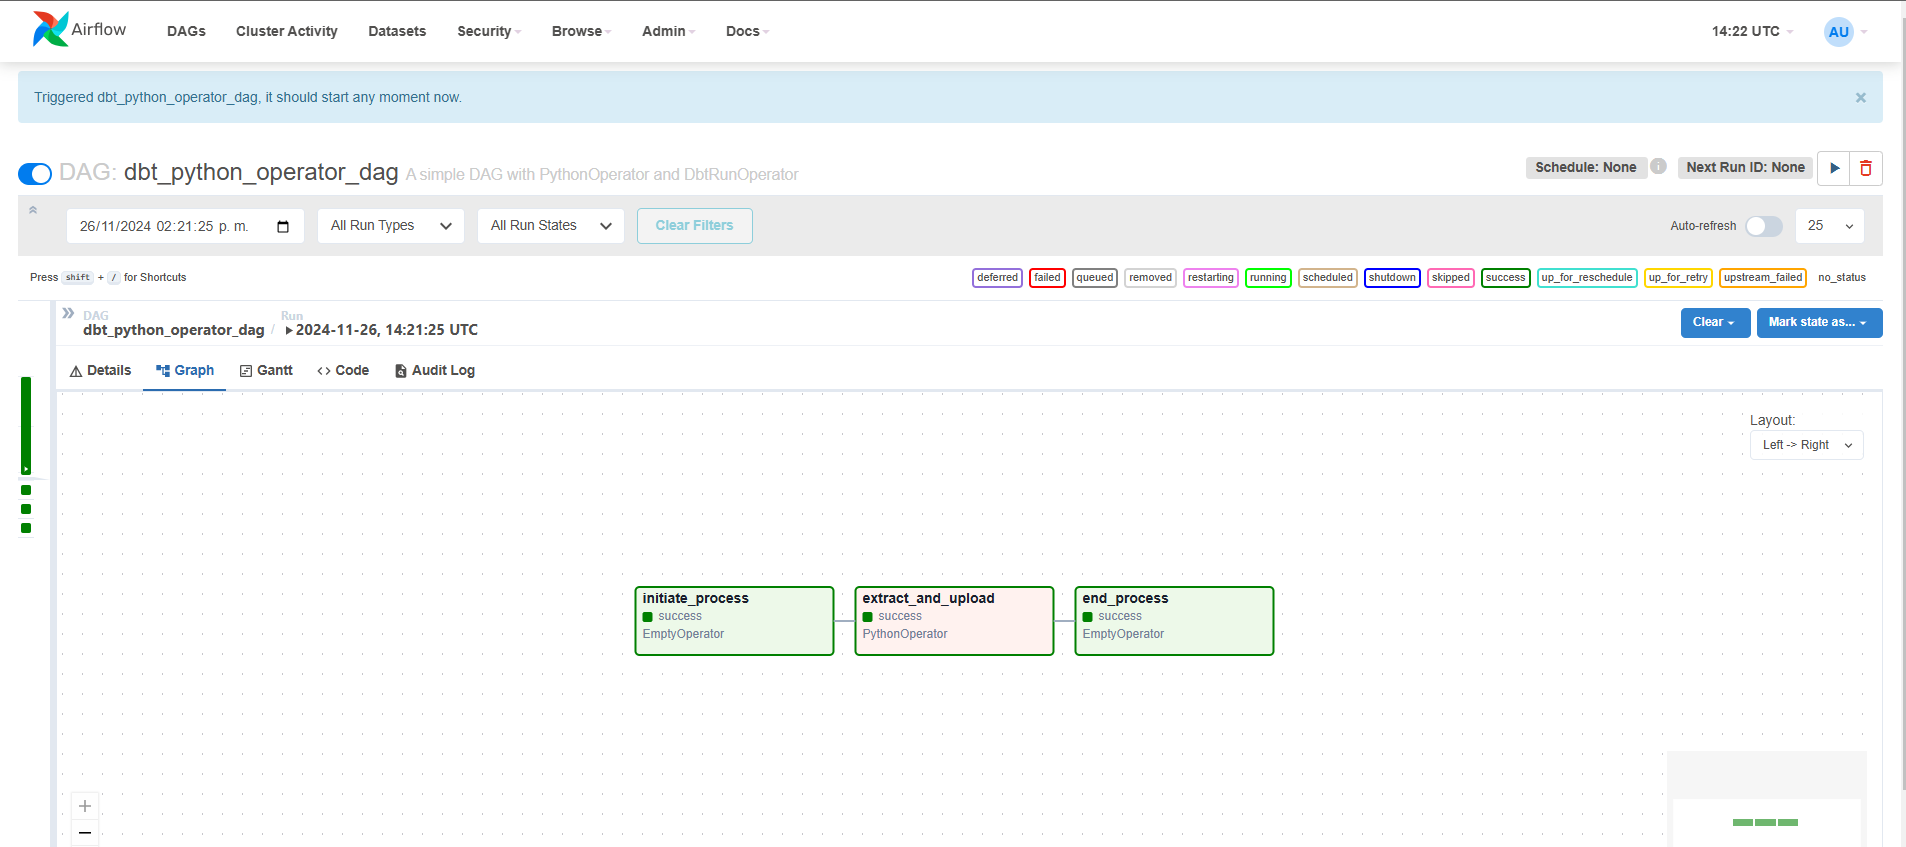 Airflow DAGs Cluster Activity Datasets Security Browse Admin Docs 14:22 UTC AU
Triggered dbt_python_operator_dag, it should start any moment now. ×
DAG: dbt_python_operator_dag A simple DAG with PythonOperator and DbtRunOperator Schedule: None i Next Run ID: None
26/11/2024 02:21:25 p. m. All Run Types All Run States Clear Filters Auto-refresh 25
Press shift + / for Shortcuts deferred failed queued removed restarting running scheduled shutdown skipped success up_for_reschedule up_for_retry upstream_failed no_status
DAG Run
dbt_python_operator_dag / 2024-11-26, 14:21:25 UTC Clear Mark state as...
Details Graph Gantt Code Audit Log
Layout:
Left -> Right
initiate_process extract_and_upload end_process
success success success
EmptyOperator PythonOperator EmptyOperator